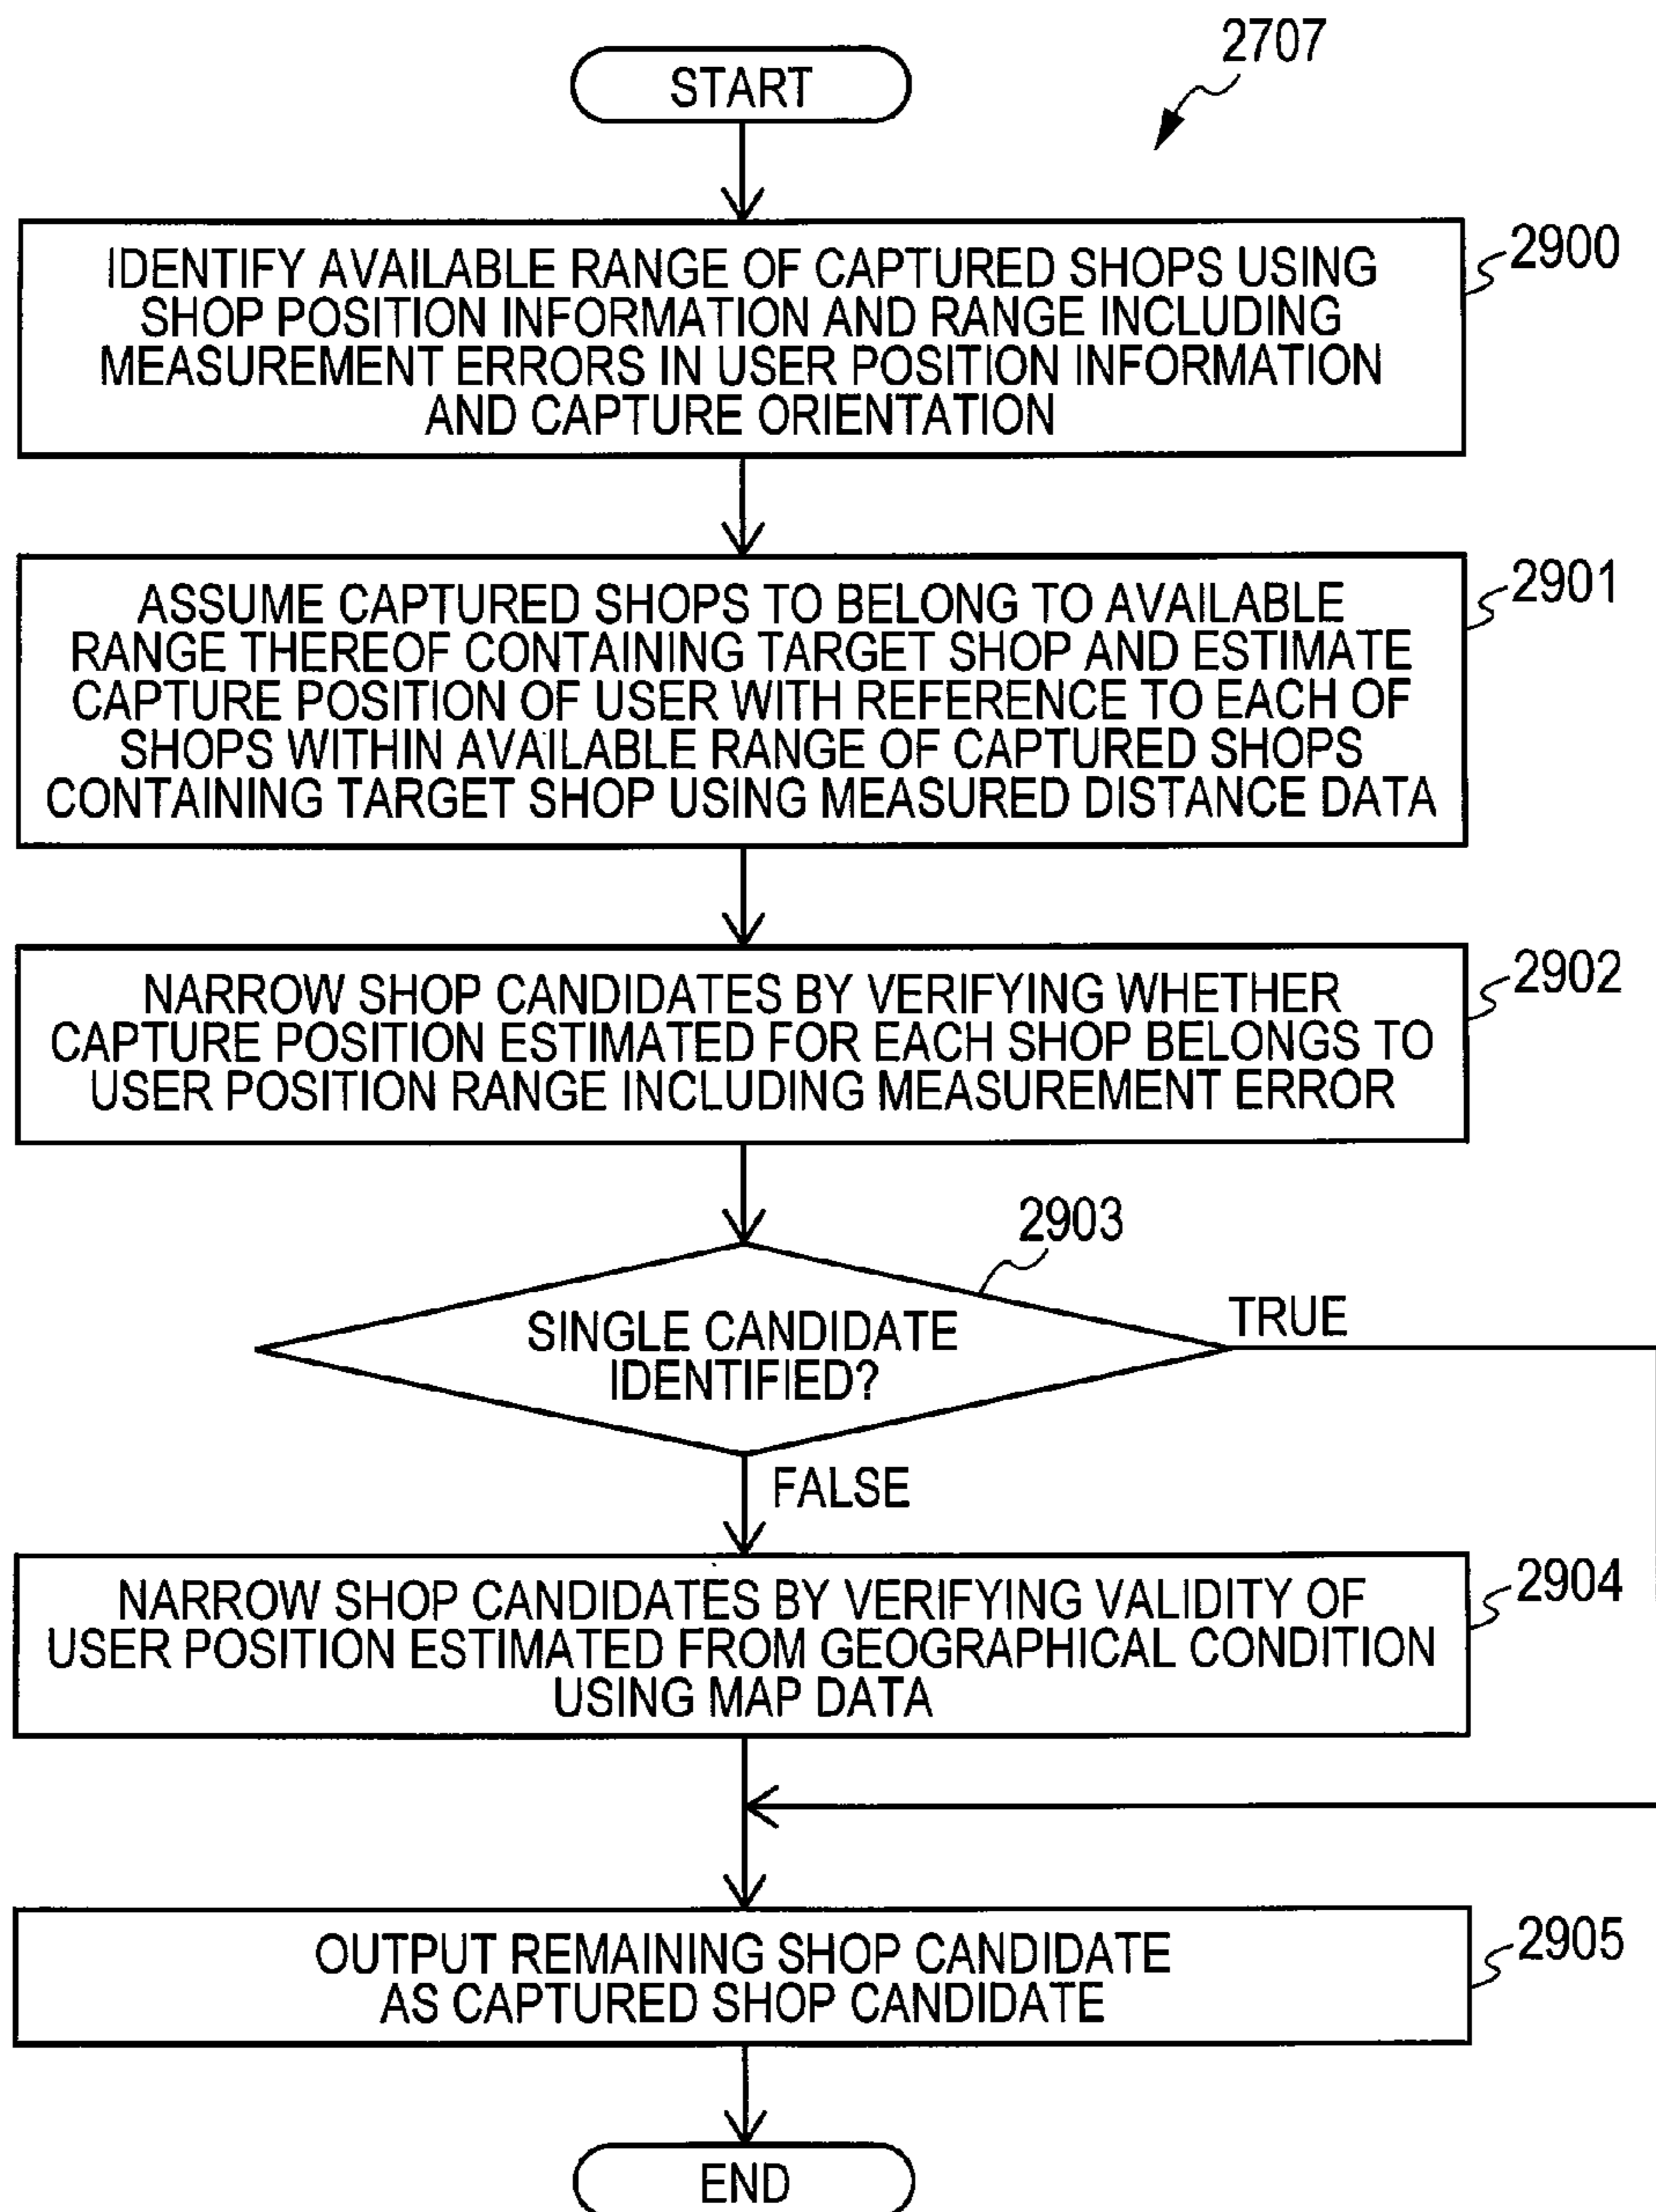 2707
START
2900
IDENTIFY AVAILABLE RANGE OF CAPTURED SHOPS USING
SHOP POSITION INFORMATION AND RANGE INCLUDING
MEASUREMENT ERRORS IN USER POSITION INFORMATION
AND CAPTURE ORIENTATION
2901
ASSUME CAPTURED SHOPS TO BELONG TO AVAILABLE
RANGE THEREOF CONTAINING TARGET SHOP AND ESTIMATE
CAPTURE POSITION OF USER WITH REFERENCE TO EACH OF
SHOPS WITHIN AVAILABLE RANGE OF CAPTURED SHOPS
CONTAINING TARGET SHOP USING MEASURED DISTANCE DATA
2902
NARROW SHOP CANDIDATES BY VERIFYING WHETHER
CAPTURE POSITION ESTIMATED FOR EACH SHOP BELONGS TO
USER POSITION RANGE INCLUDING MEASUREMENT ERROR
2903
SINGLE CANDIDATE
IDENTIFIED?
TRUE
FALSE
2904
NARROW SHOP CANDIDATES BY VERIFYING VALIDITY OF
USER POSITION ESTIMATED FROM GEOGRAPHICAL CONDITION
USING MAP DATA
2905
OUTPUT REMAINING SHOP CANDIDATE
AS CAPTURED SHOP CANDIDATE
END